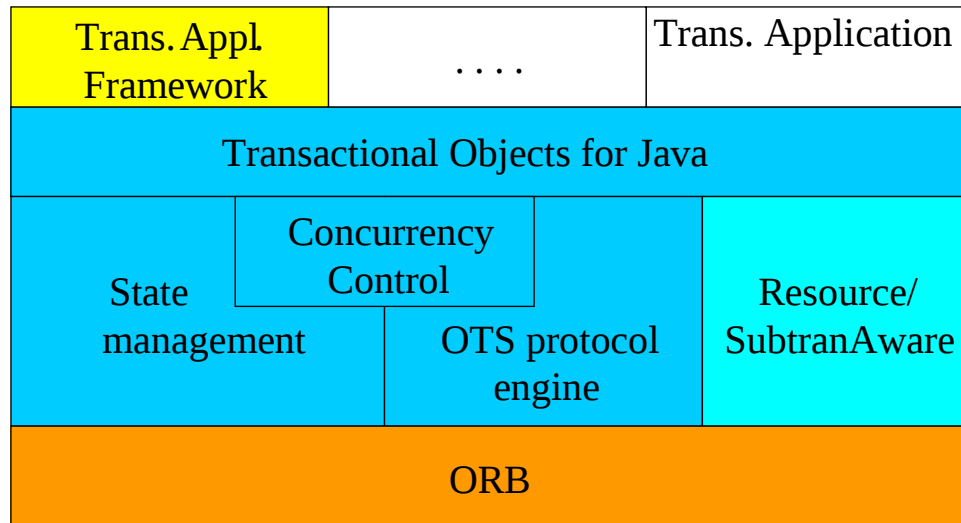 Trans. Appl.
Framework
. . . .
Trans. Application
Transactional Objects for Java
Concurrency
Control
State
management
OTS protocol
engine
Resource/
SubtranAware
ORB